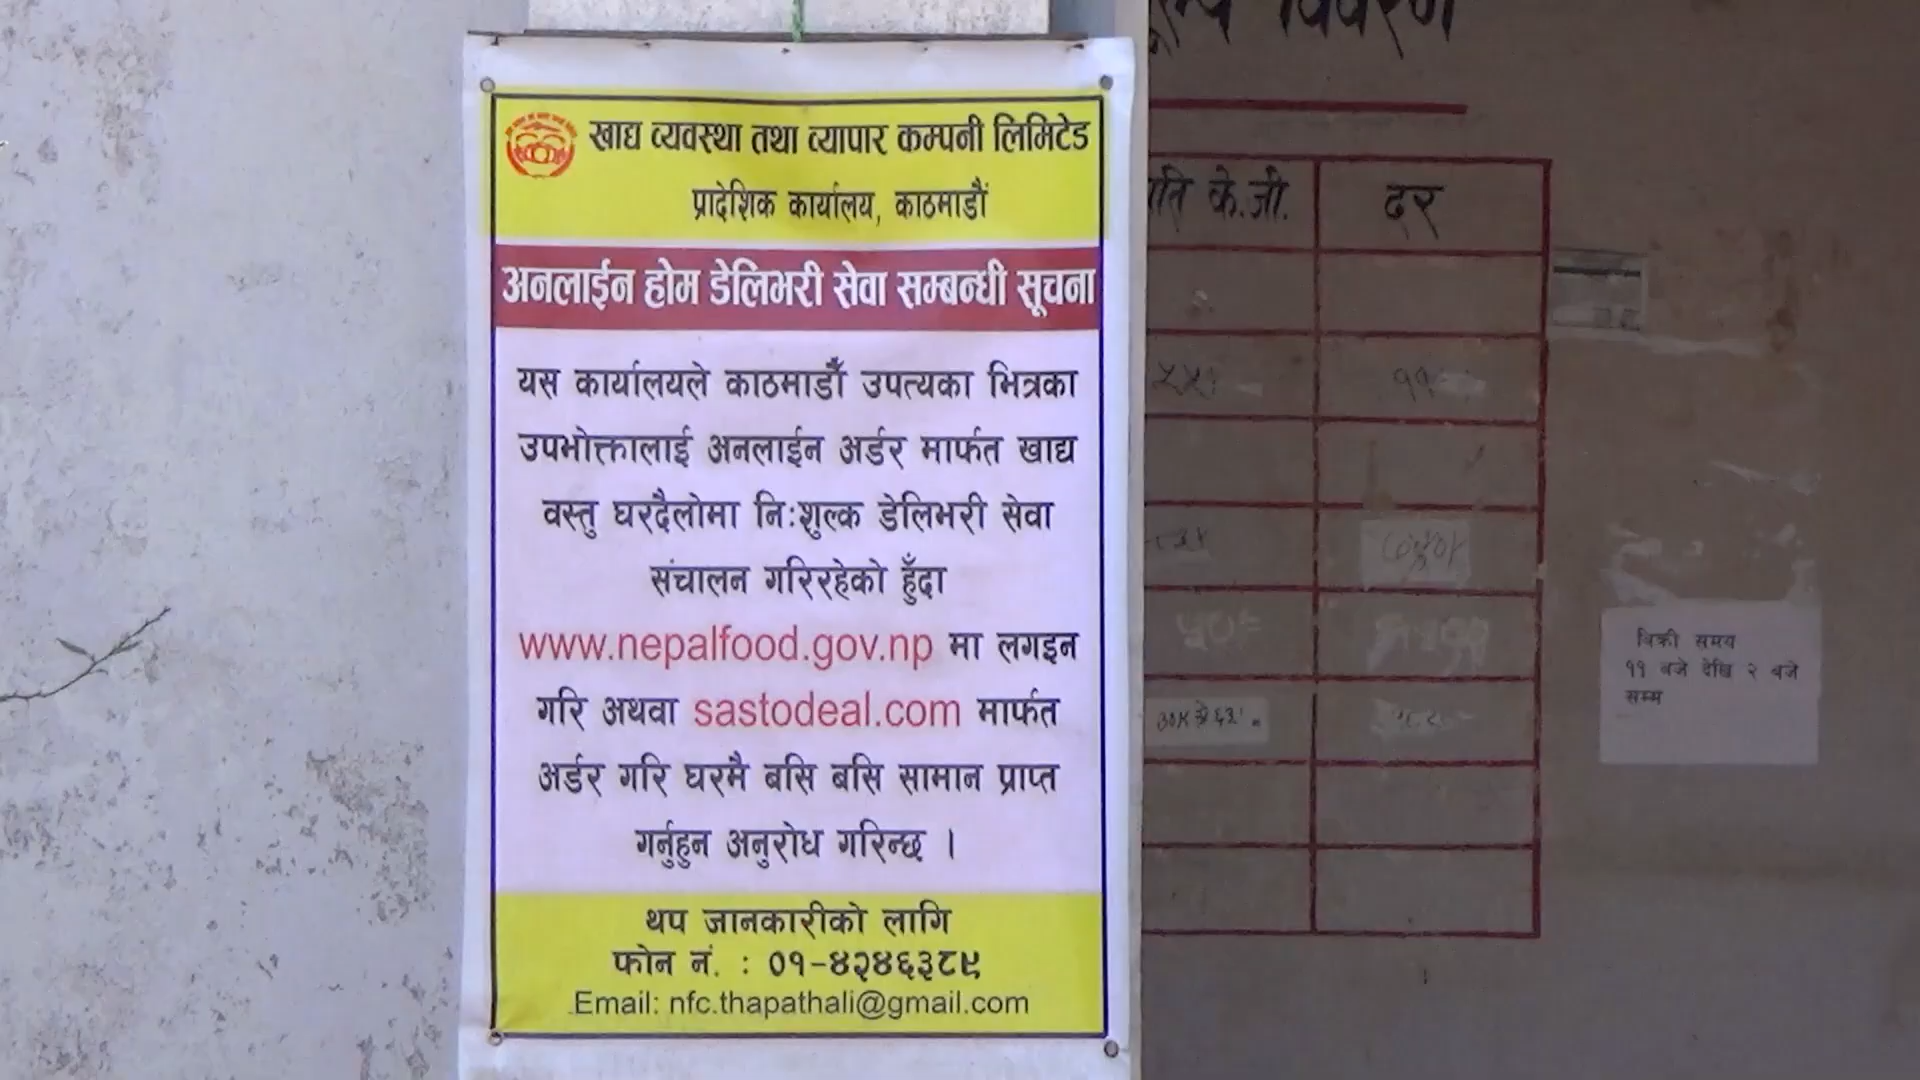 खाद्य व्यवस्था तथा व्यापार कम्पनी लिमिटेड
प्रादेशिक कार्यालय, काठमाडौं
अनलाईन होम डेलिभरी सेवा सम्बन्धी सूचना
यस कार्यालयले काठमाडौँ उपत्यका भित्रका
उपभोक्तालाई अनलाईन अर्डर मार्फत खाद्य
वस्तु घरदैलोमा नि:शुल्क डेलिभरी सेवा
संचालन गरिरहेको हुँदा
www.nepalfood.gov.np मा लगइन
गरि अथवा sastodeal.com मार्फत
अर्डर गरि घरमै बसि बसि सामान प्राप्त
गर्नुहुन अनुरोध गरिन्छ ।
थप जानकारीको लागि
फोन नं. : ०१-४२४६३८९
Email: nfc.thapathali@gmail.com
विवरण
के.जी. दर
विक्री समय
११ बजे देखि २ बजे
सम्म